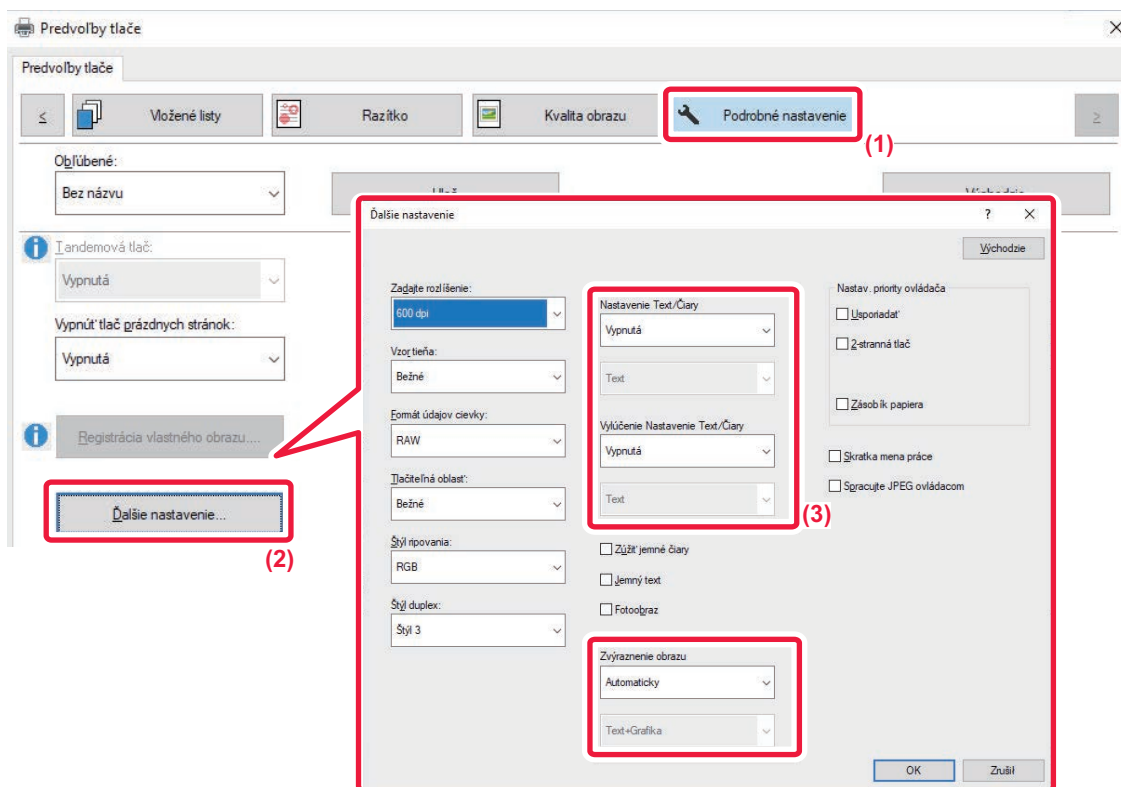 Predvoľby tlače
Predvoľby tlače
<
Vložené listy
Razítko
Kvalita obrazu
Podrobné nastavenie
>
(1)
Obľúbené:
Bez názvu
Tandemová tlač:
Vypnutá
Vypnúť tlač prázdnych stránok:
Vypnutá
Registrácia vlastného obrazu....
Ďalšie nastavenie...
(2)
Ďalšie nastavenie
?
Východzie
Zadajte rozlíšenie:
600 dpi
Vzor tieňa:
Bežné
Formát údajov cievky:
RAW
Tlačiteľná oblasť:
Bežné
Štýl ripovania:
RGB
Štýl duplex:
Štýl 3
Nastavenie Text/Čiary
Vypnutá
Text
Vylúčenie Nastavenie Text/Čiary
Vypnutá
Text
(3)
Zúžiť jemné čiary
Jemný text
Fotoobraz
Zvýraznenie obrazu
Automaticky
Text+Grafika
Nastav. priority ovládača
Usporiadať
2-stranná tlač
Zásobík papiera
Skratka mena práce
Spracujte JPEG ovládacom
OK
Zrušiť